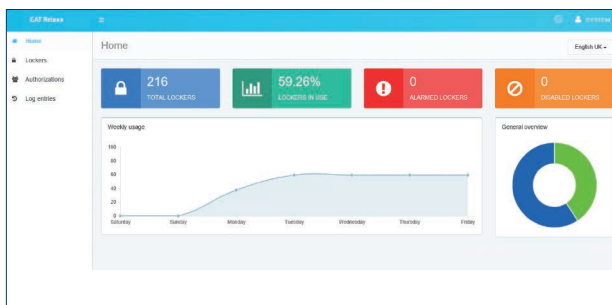 EAT Relaxx
Home
Lockers
Authorizations
Log entries
Home
English UK
216
TOTAL LOCKERS
59.26%
LOCKERS IN USE
0
ALARMED LOCKERS
0
DISABLED LOCKERS
Weekly usage
100
80
60
40
20
0
Saturday Sunday Monday Tuesday Wednesday Thursday Friday
General overview